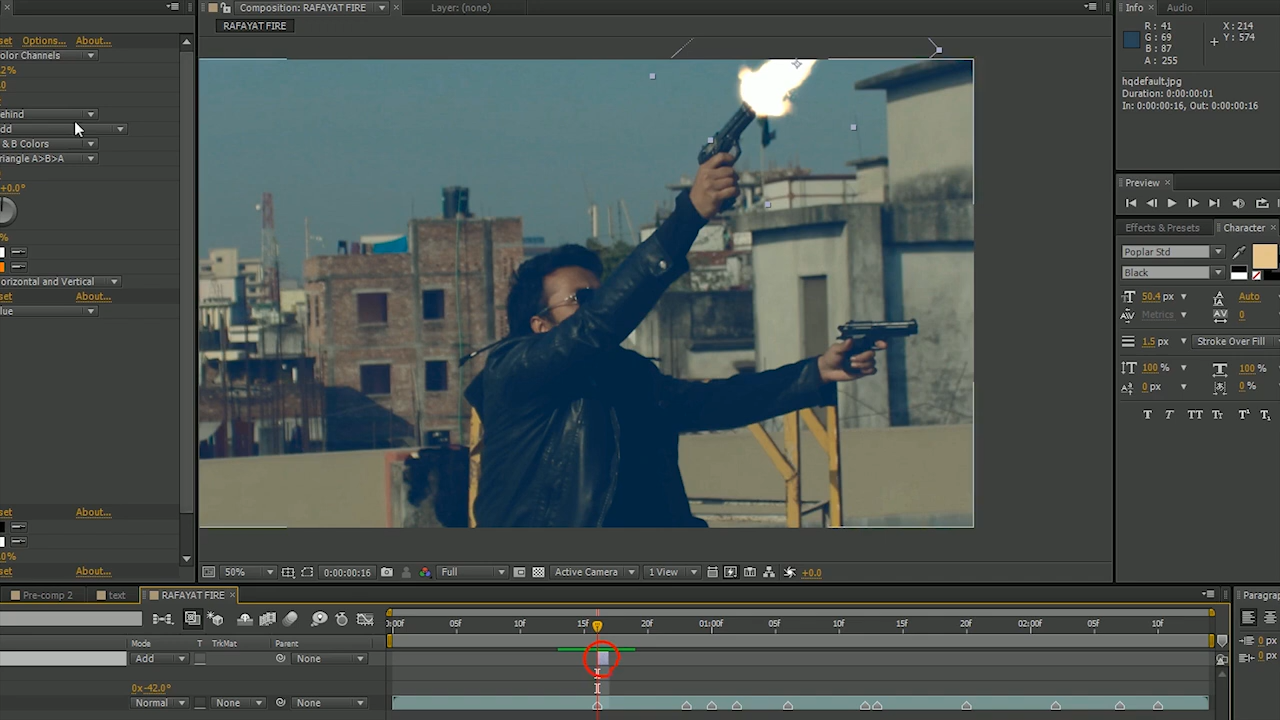 Composition: RAFAYAT FIRE
Layer: (none)
RAFAYAT FIRE
Options...
About...
olor Channels
2%
.0
ehind
dd
& B Colors
riangle A>B>A
+0.0°
%
orizontal and Vertical
set
About...
lue
About...
.0%
set
About...
Info
Audio
R: 41
G: 69
B: 87
A: 255
X: 214
Y: 574
hqdefault.jpg
Duration: 0:00:00:01
In: 0:00:00:16, Out: 0:00:00:16
Preview
Effects & Presets
Character
Poplar Std
Black
50.4 px
Auto
Metrics
0
1.5 px
Stroke Over Fill
100 %
100 %
0 px
0 %
50%
0:00:00:16
Full
Active Camera
1 View
+0.0
Pre-comp 2
text
RAFAYAT FIRE
Mode
T
TrkMat
Parent
Add
None
0x-42.0°
Normal
None
None
05f
10f
15f
20f
01:00f
05f
10f
15f
20f
02:00f
05f
10f
Paragrap
0 px
0 px